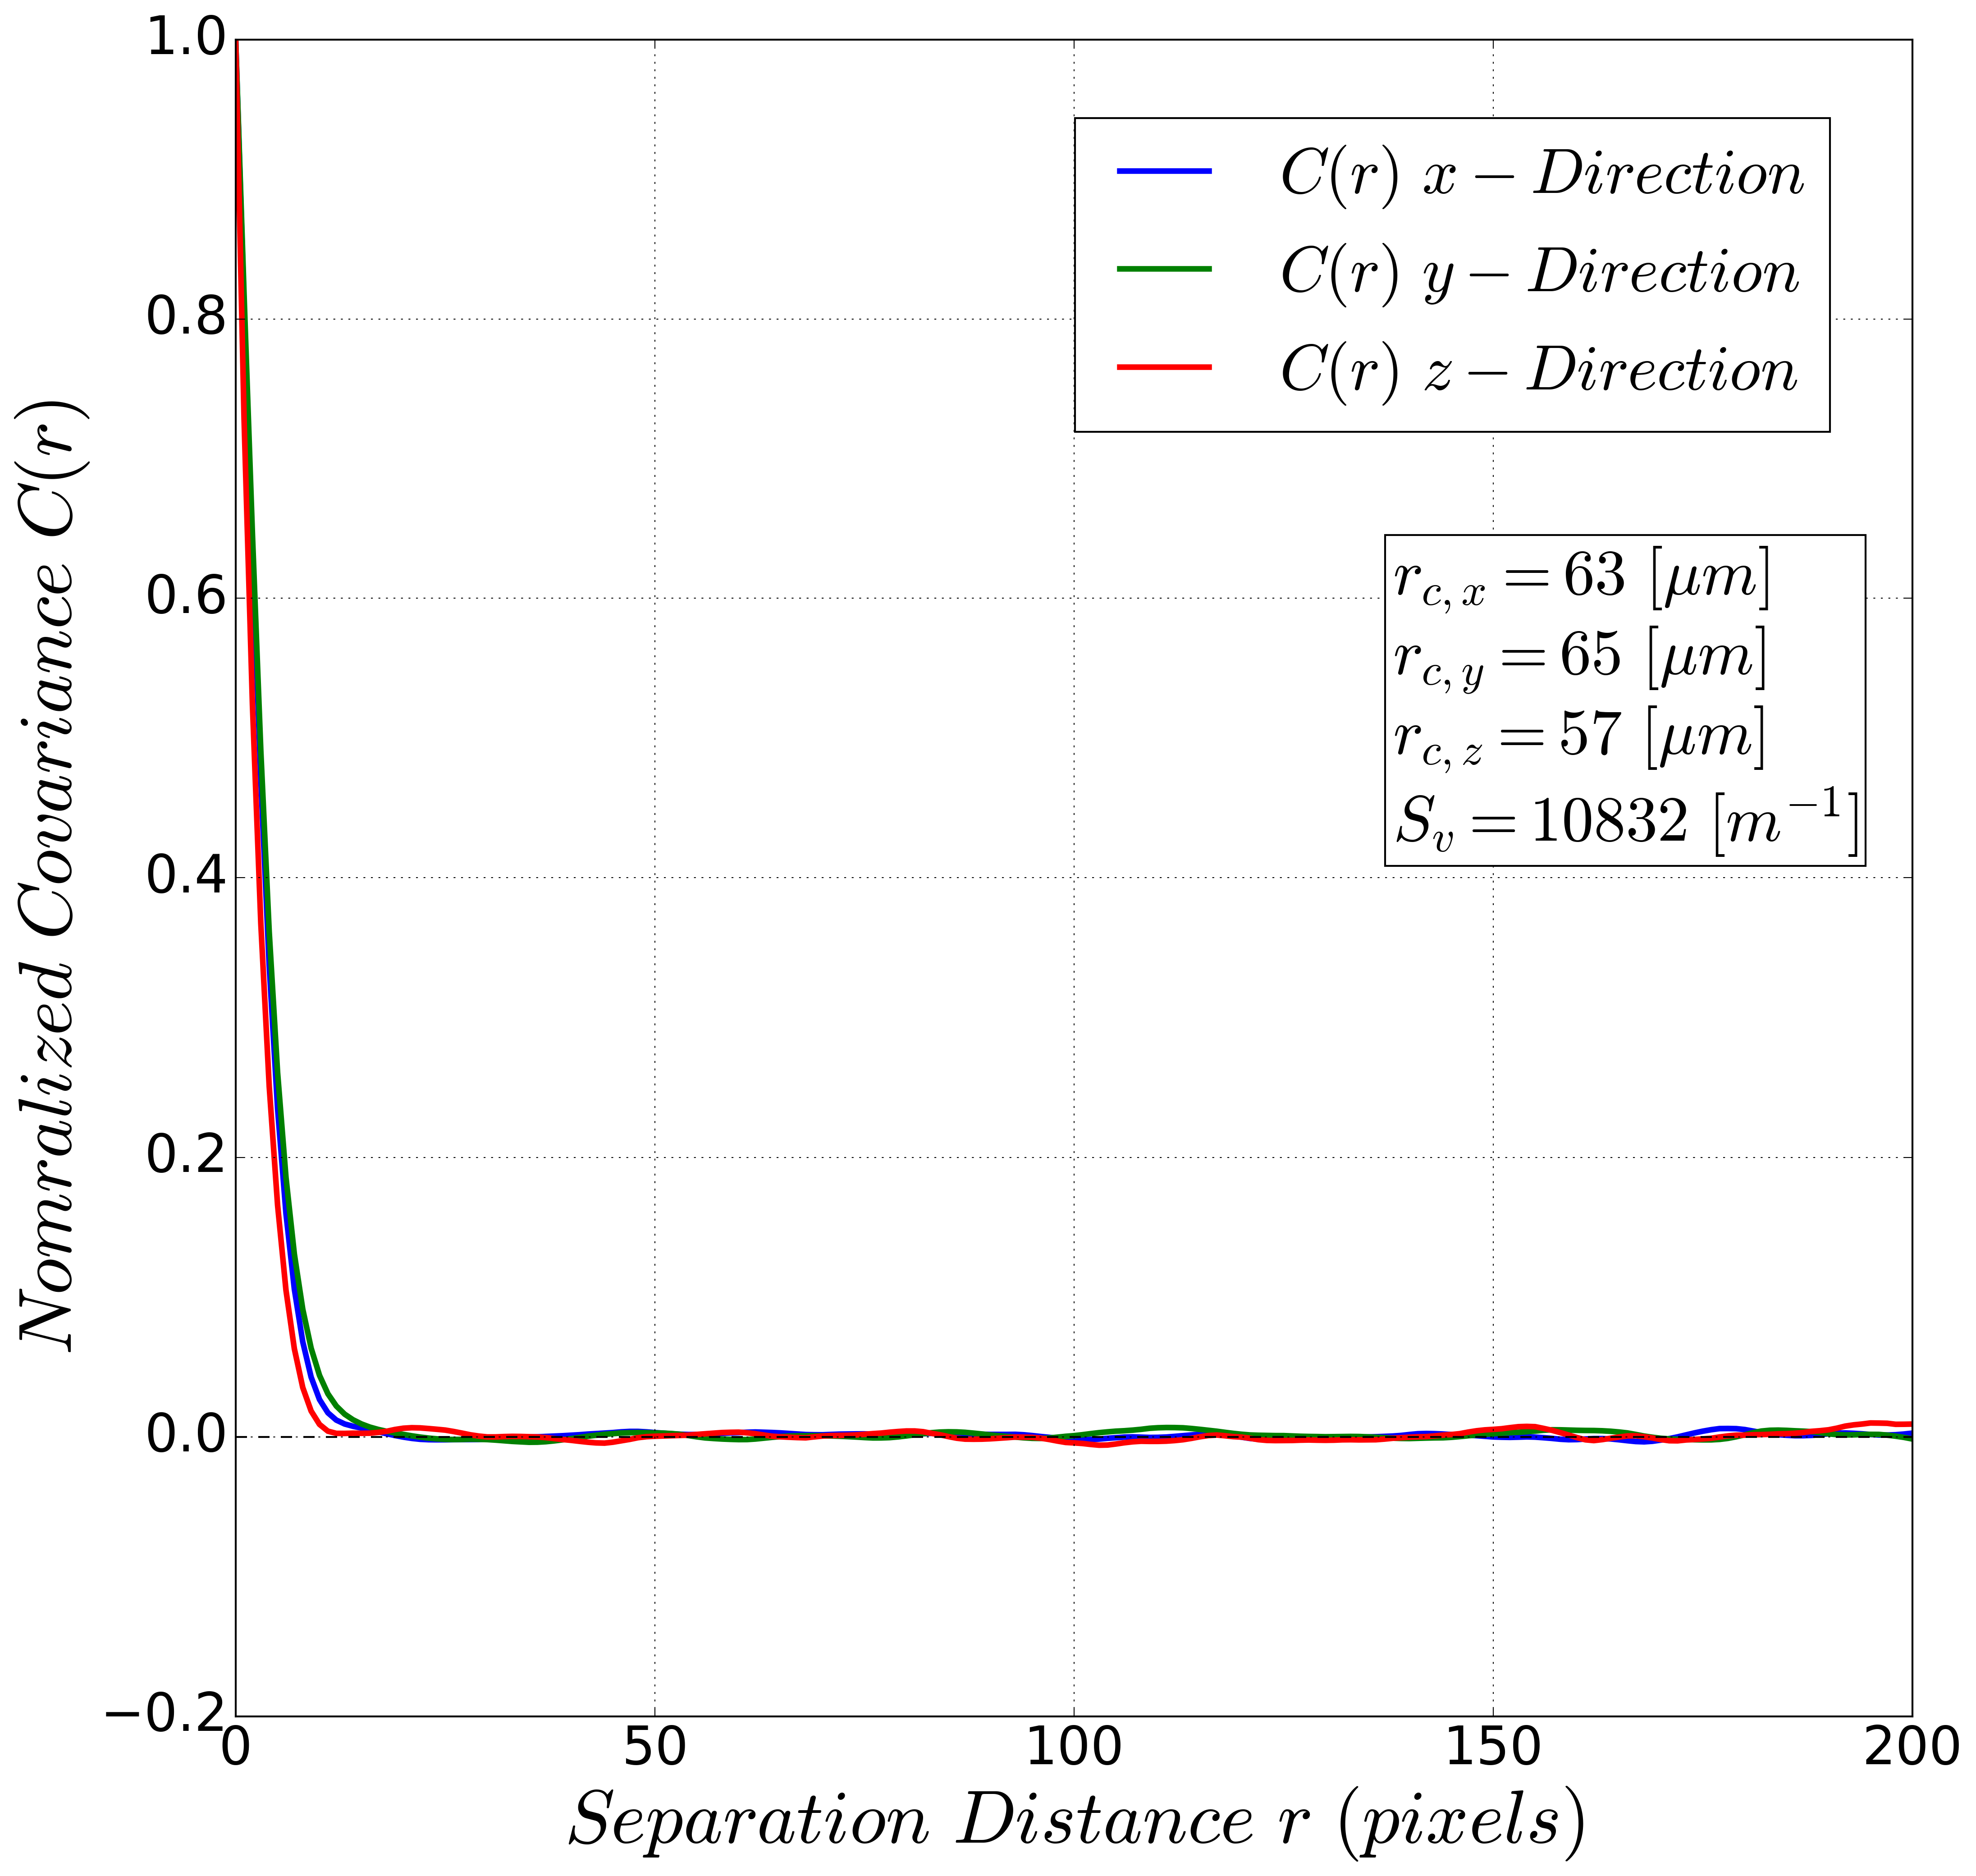 Nomralized Covariance C(r)
1.0
0.8
0.6
0.4
0.2
0.0
−0.2
C(r) x − Direction
C(r) y − Direction
C(r) z − Direction
r_{c,x} = 63 [μm]
r_{c,y} = 65 [μm]
r_{c,z} = 57 [μm]
S_v = 10832 [m^{−1}]
0 50 100 150 200
Separation Distance r (pixels)